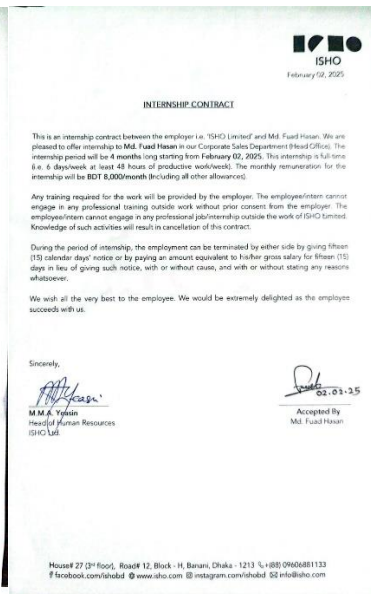 ISHO
February 02, 2025
INTERNSHIP CONTRACT
This is an internship contract between the employer i.e. 'ISHO Limited' and Md. Fuad Hasan. We are
pleased to offer internship to Md. Fuad Hasan in our Corporate Sales Department (Head Office). The
internship period will be 4 months long starting from February 02, 2025. This internship is full-time
(i.e. 6 days/week at least 48 hours of productive work/week). The monthly remuneration for the
internship will be BDT 8,000/month (Including all other allowances).
Any training required for the work will be provided by the employer. The employee/intern cannot
engage in any professional training outside work without prior consent from the employer. The
employee/intern cannot engage in any professional job/internship outside the work of ISHO Limited.
Knowledge of such activities will result in cancellation of this contract.
During the period of internship, the employment can be terminated by either side by giving fifteen
(15) calendar days' notice or by paying an amount equivalent to his/her gross salary for fifteen (15)
days in lieu of giving such notice, with or without cause, and with or without stating any reasons
whatsoever.
We wish all the very best to the employee. We would be extremely delighted as the employee
succeeds with us.
Sincerely,
02.02.25
M.M.A. Yeasin
Head of Human Resources
ISHO Ltd.
Accepted By
Md. Fuad Hasan
House# 27 (3rd floor), Road# 12, Block - H, Banani, Dhaka - 1213 +(88) 09606881133
facebook.com/ishobd www.isho.com instagram.com/ishobd info@isho.com